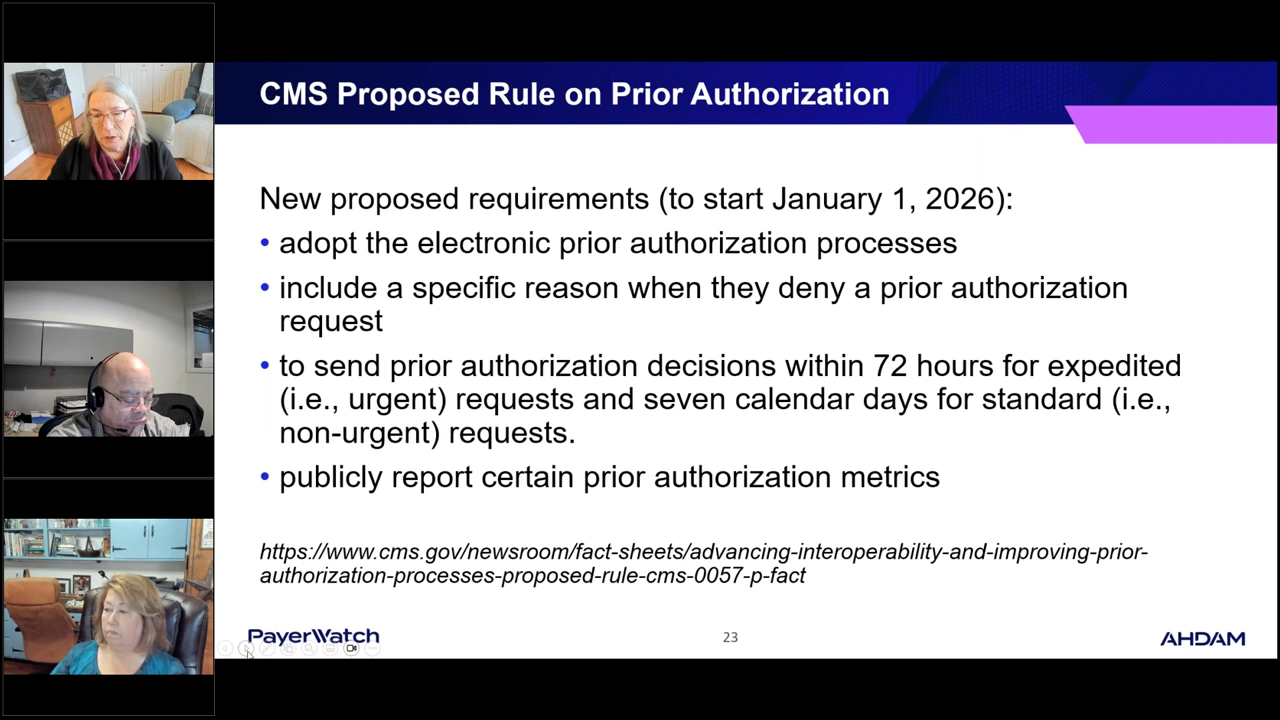 CMS Proposed Rule on Prior Authorization
New proposed requirements (to start January 1, 2026):
• adopt the electronic prior authorization processes
• include a specific reason when they deny a prior authorization
request
• to send prior authorization decisions within 72 hours for expedited
(i.e., urgent) requests and seven calendar days for standard (i.e.,
non-urgent) requests.
• publicly report certain prior authorization metrics
https://www.cms.gov/newsroom/fact-sheets/advancing-interoperability-and-improving-prior-
authorization-processes-proposed-rule-cms-0057-p-fact
PayerWatch
23
AHDAM